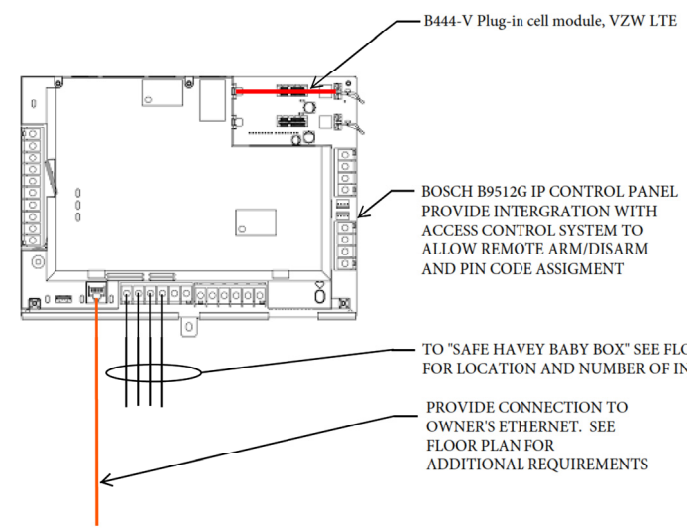 B444-V Plug-in cell module, VZW LTE
BOSCH B9512G IP CONTROL PANEL
PROVIDE INTERGRATION WITH
ACCESS CONTROL SYSTEM TO
ALLOW REMOTE ARM/DISARM
AND PIN CODE ASSIGMENT
TO "SAFE HAVEY BABY BOX" SEE FLO
FOR LOCATION AND NUMBER OF IN
PROVIDE CONNECTION TO
OWNER'S ETHERNET. SEE
FLOOR PLAN FOR
ADDITIONAL REQUIREMENTS